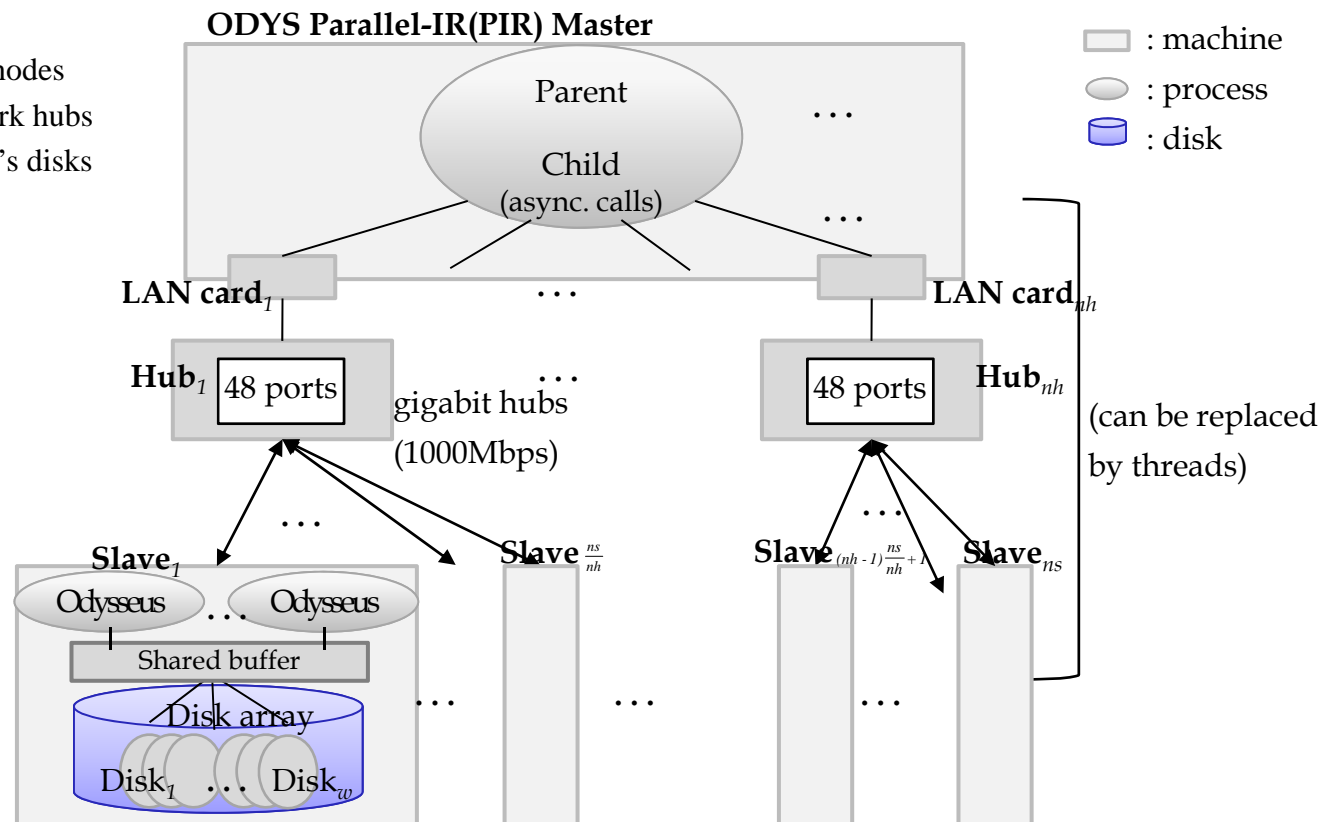 ODYS Parallel-IR(PIR) Master
: machine
nodes
Parent
: process
rk hubs
...
: disk
's disks
Child
(async. calls)
...
LAN card1
...
LAN cardnh
Hub1
48 ports
...
48 ports
Hubnh
gigabit hubs
(1000Mbps)
(can be replaced
by threads)
...
...
Slave1
Slave ns/nh
Slave(nh - 1) ns/nh + 1
Slavens
Odysseus
...
Odysseus
Shared buffer
Disk array
...
...
...
Disk1
...
Diskw